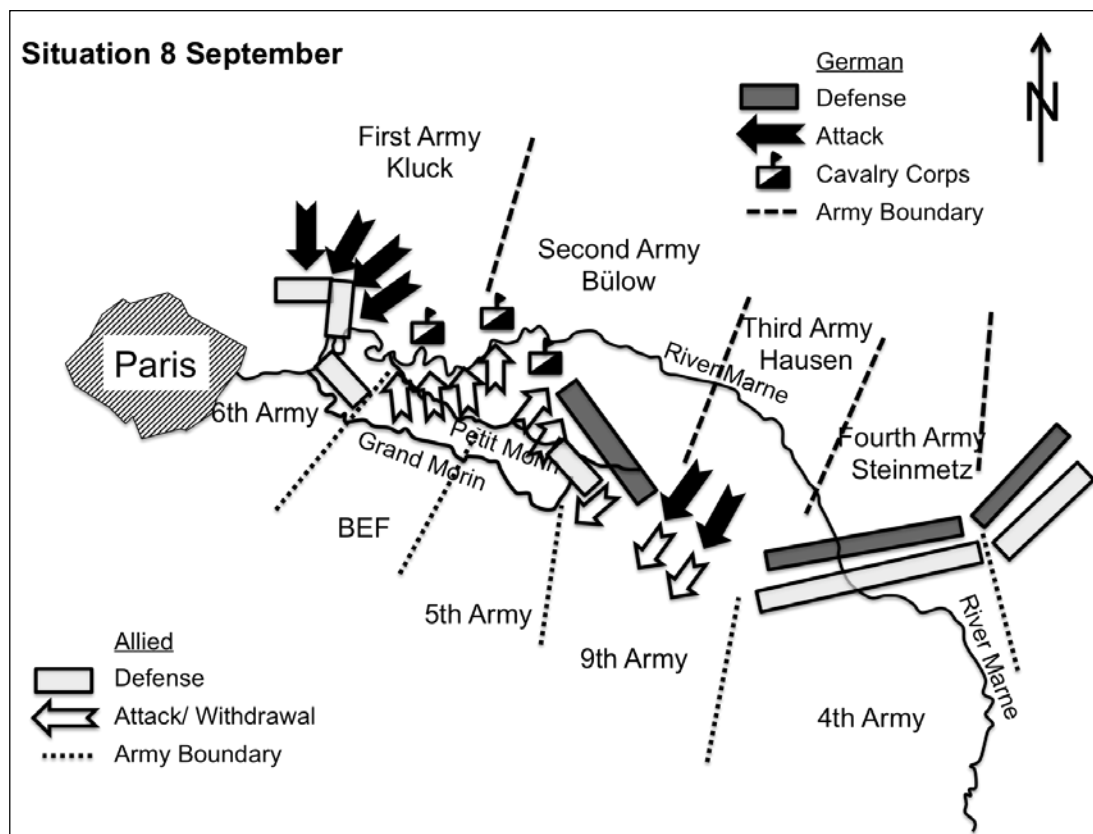 Situation 8 September
German
Defense
Attack
Cavalry Corps
Army Boundary
N
First Army
Kluck
Second Army
Bülow
Third Army
Hausen
River Marne
Fourth Army
Steinmetz
Paris
6th Army
Petit Morin
Grand Morin
BEF
5th Army
9th Army
4th Army
River Marne
Allied
Defense
Attack/ Withdrawal
Army Boundary